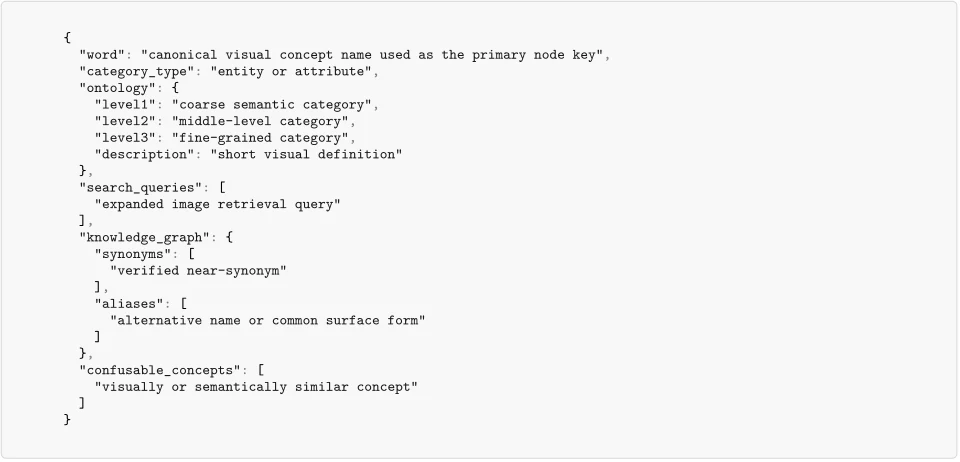 {
"word": "canonical visual concept name used as the primary node key",
"category_type": "entity or attribute",
"ontology": {
"level1": "coarse semantic category",
"level2": "middle-level category",
"level3": "fine-grained category",
"description": "short visual definition"
},
"search_queries": [
"expanded image retrieval query"
],
"knowledge_graph": {
"synonyms": [
"verified near-synonym"
],
"aliases": [
"alternative name or common surface form"
]
},
"confusable_concepts": [
"visually or semantically similar concept"
]
}